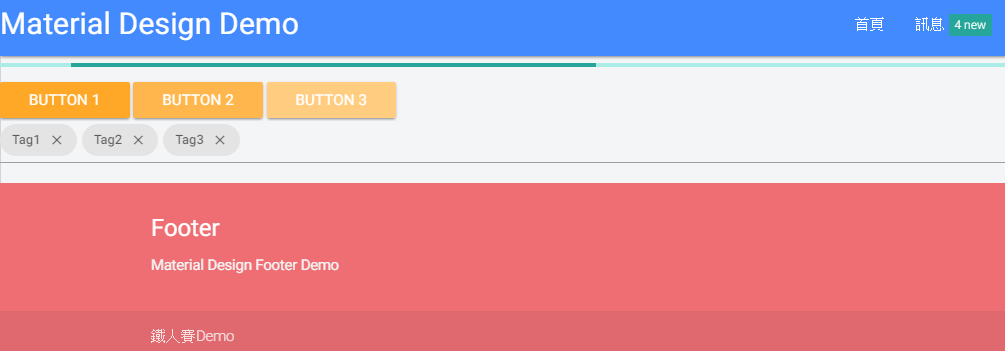 Material Design Demo 首頁 訊息 4 new
BUTTON 1 BUTTON 2 BUTTON 3
Tag1 × Tag2 × Tag3 ×
Footer
Material Design Footer Demo
鐵人賽Demo